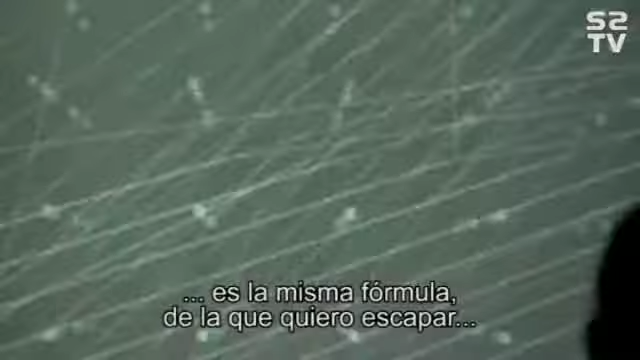 S2
TV
... es la misma fórmula,
de la que quiero escapar...